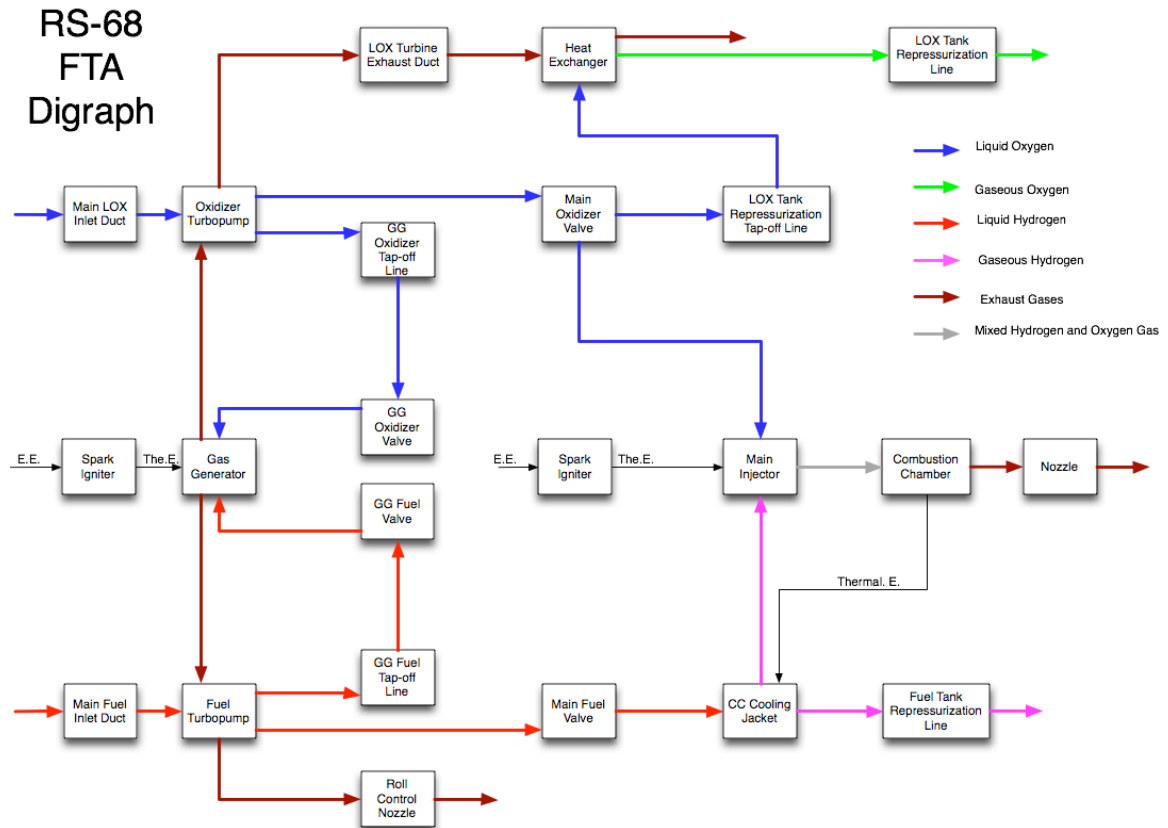 RS-68
FTA
Digraph
LOX Turbine
Exhaust Duct
Heat
Exchanger
LOX Tank
Repressurization
Line
Liquid Oxygen
Gaseous Oxygen
Liquid Hydrogen
Gaseous Hydrogen
Exhaust Gases
Mixed Hydrogen and Oxygen Gas
Main LOX
Inlet Duct
Oxidizer
Turbopump
GG
Oxidizer
Tap-off
Line
Main
Oxidizer
Valve
LOX Tank
Repressurization
Tap-off Line
GG
Oxidizer
Valve
E.E.
Spark
Igniter
The.E.
Gas
Generator
E.E.
Spark
Igniter
The.E.
Main
Injector
Combustion
Chamber
Nozzle
GG Fuel
Valve
Thermal. E.
GG Fuel
Tap-off
Line
Main Fuel
Inlet Duct
Fuel
Turbopump
Main Fuel
Valve
CC Cooling
Jacket
Fuel Tank
Repressurization
Line
Roll
Control
Nozzle